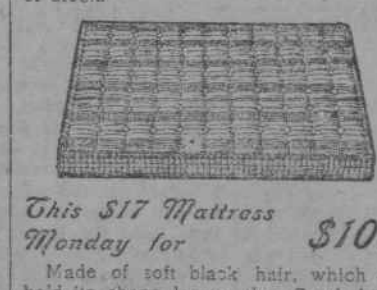 This $17 Mattress
Monday for $10
Made of soft black hair, which